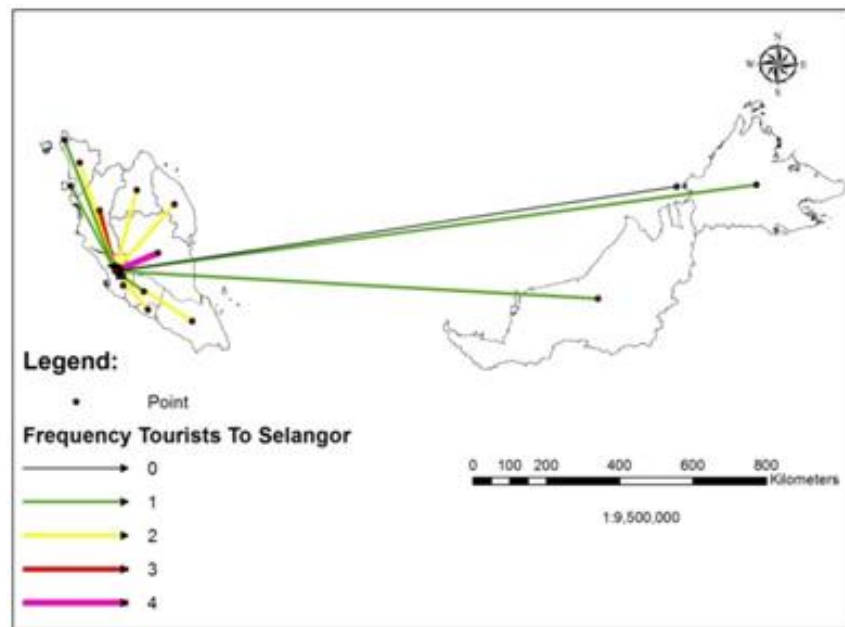 N
W E
S
Legend:
Point
Frequency Tourists To Selangor
0
1
2
3
4
0 100 200 400 600 800
Kilometers
1:9,500,000